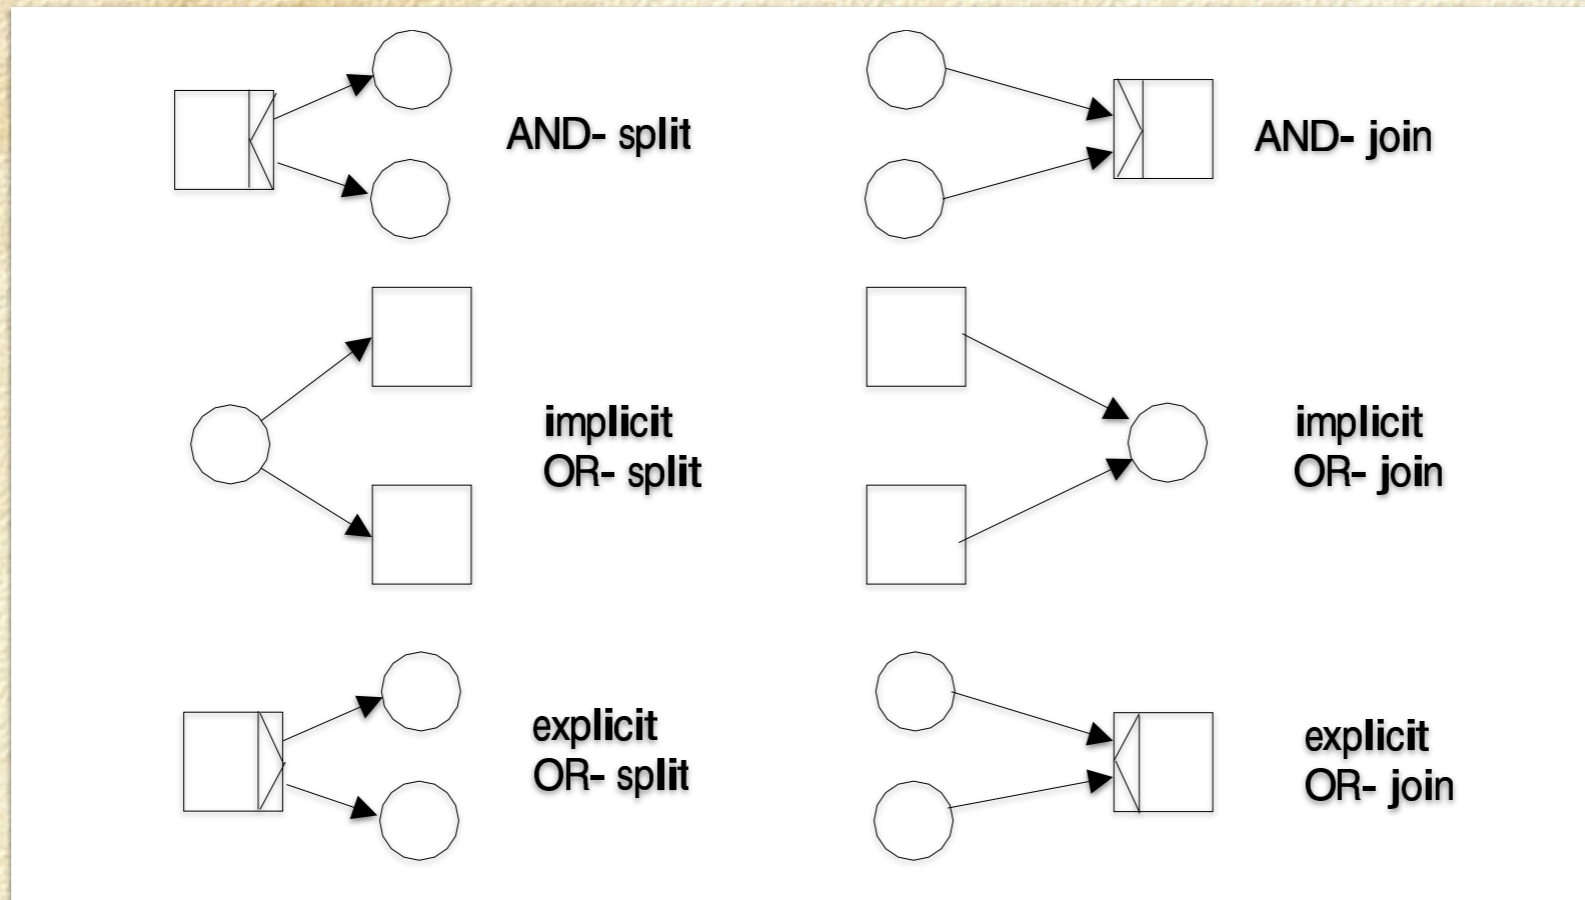 AND- split
AND- join
implicit
OR- split
implicit
OR- join
explicit
OR- split
explicit
OR- join